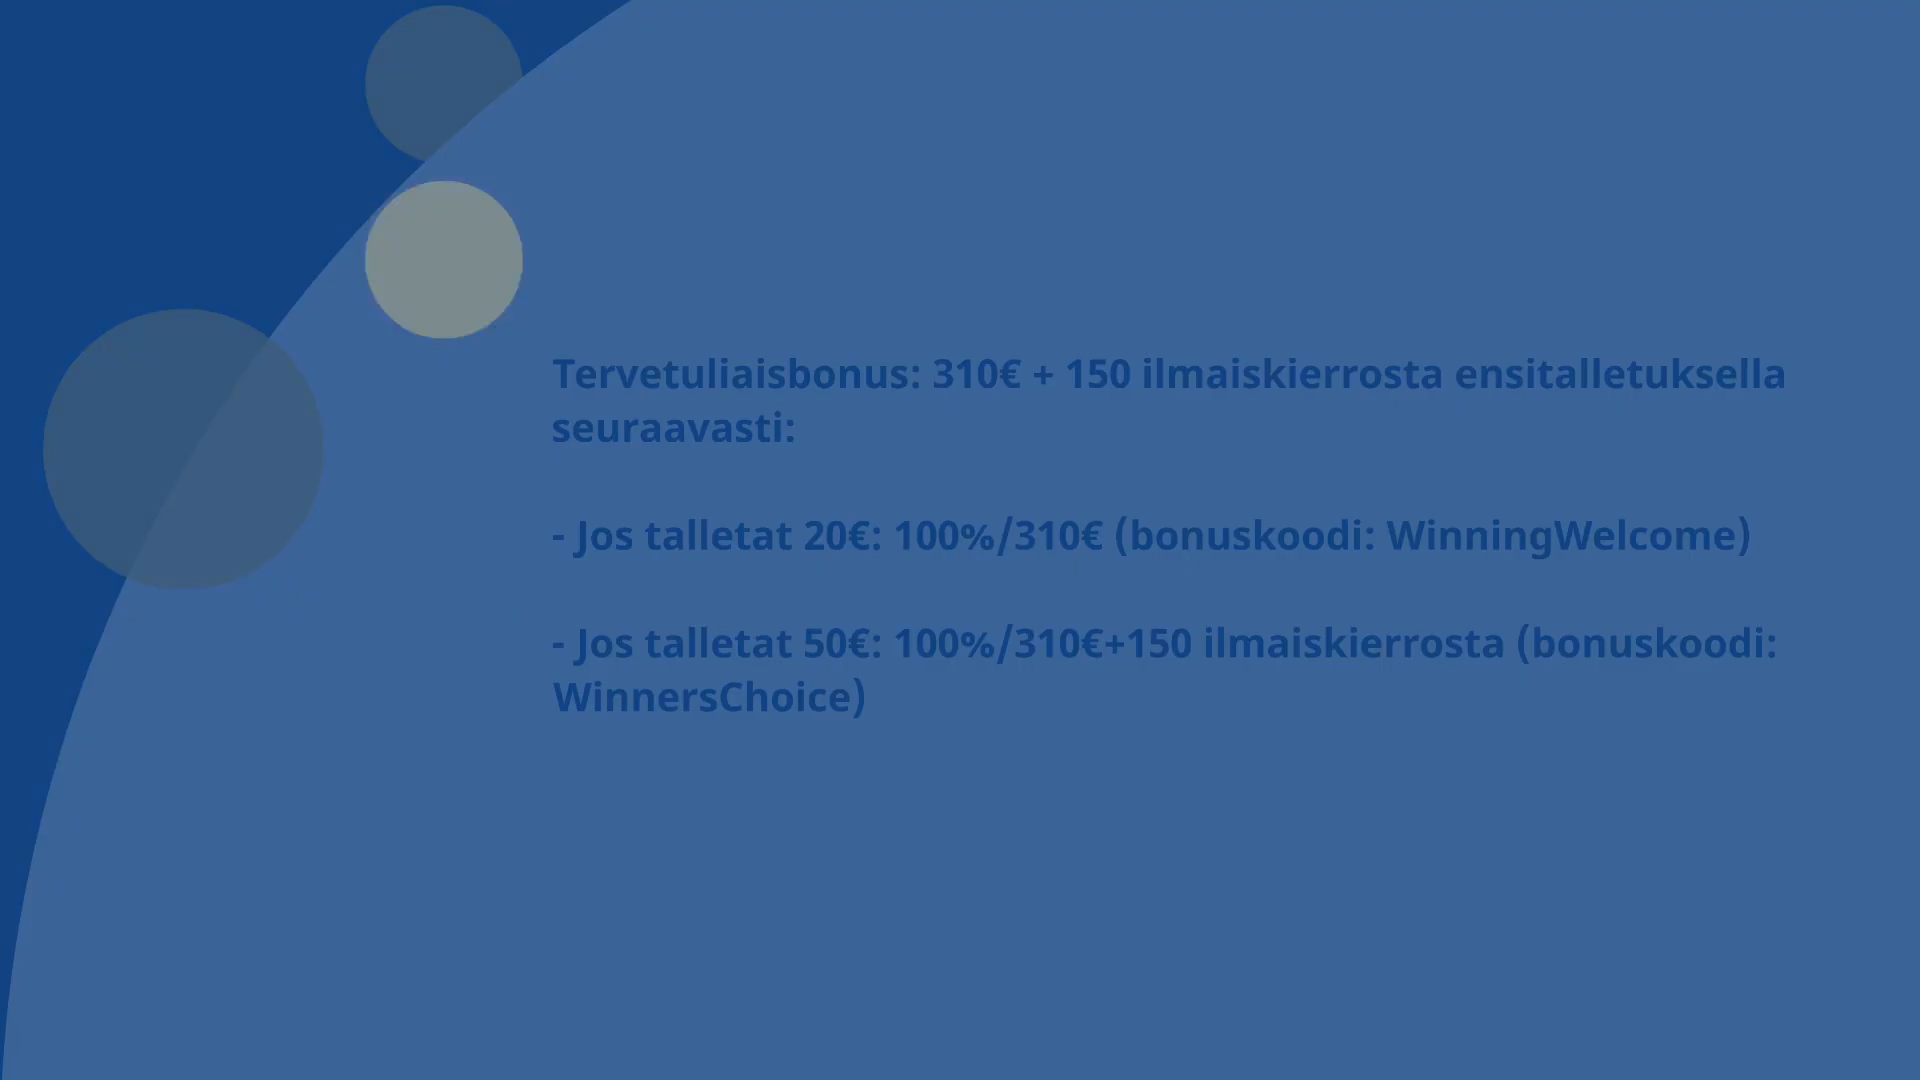 Tervetuliaisbonus: 310€ + 150 ilmaiskierrosta ensitalletuksella
seuraavasti:
- Jos talletat 20€: 100%/310€ (bonuskoodi: WinningWelcome)
- Jos talletat 50€: 100%/310€+150 ilmaiskierrosta (bonuskoodi:
WinnersChoice)